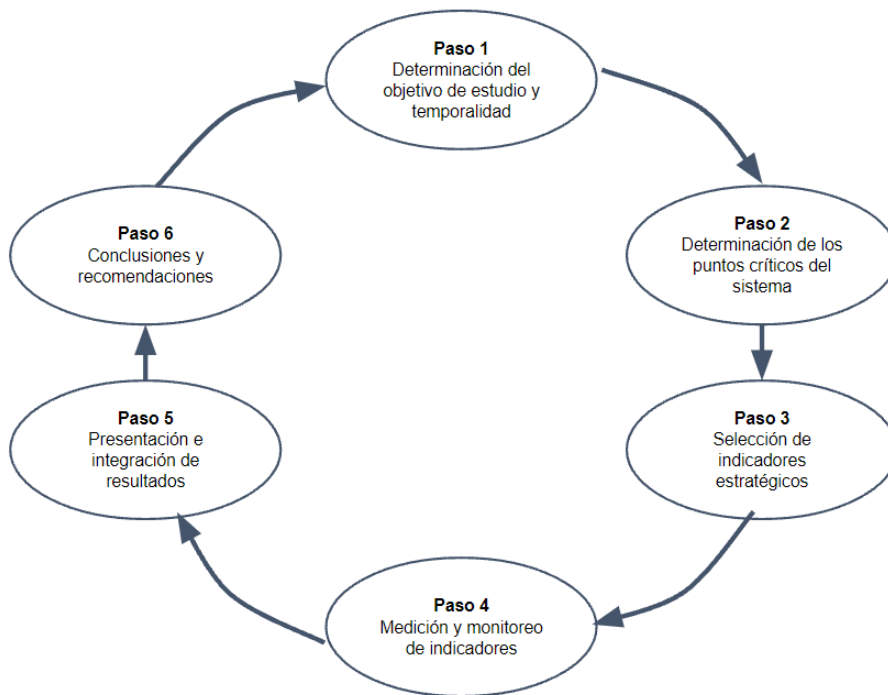 Paso 1
Determinación del
objetivo de estudio y
temporalidad
Paso 2
Determinación de los
puntos críticos del
sistema
Paso 3
Selección de
indicadores
estratégicos
Paso 4
Medición y monitoreo
de indicadores
Paso 5
Presentación e
integración de
resultados
Paso 6
Conclusiones y
recomendaciones